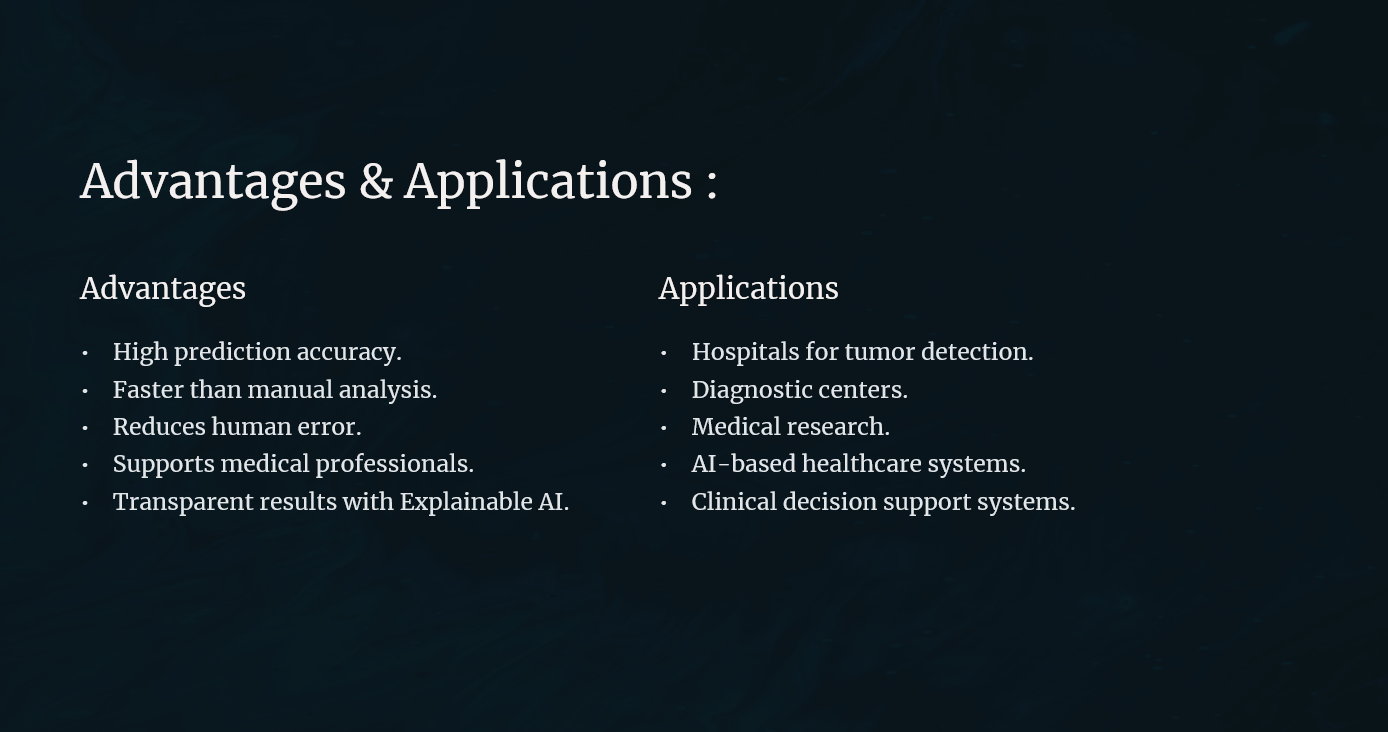 Advantages & Applications :
Advantages
• High prediction accuracy.
• Faster than manual analysis.
• Reduces human error.
• Supports medical professionals.
• Transparent results with Explainable AI.
Applications
• Hospitals for tumor detection.
• Diagnostic centers.
• Medical research.
• AI-based healthcare systems.
• Clinical decision support systems.